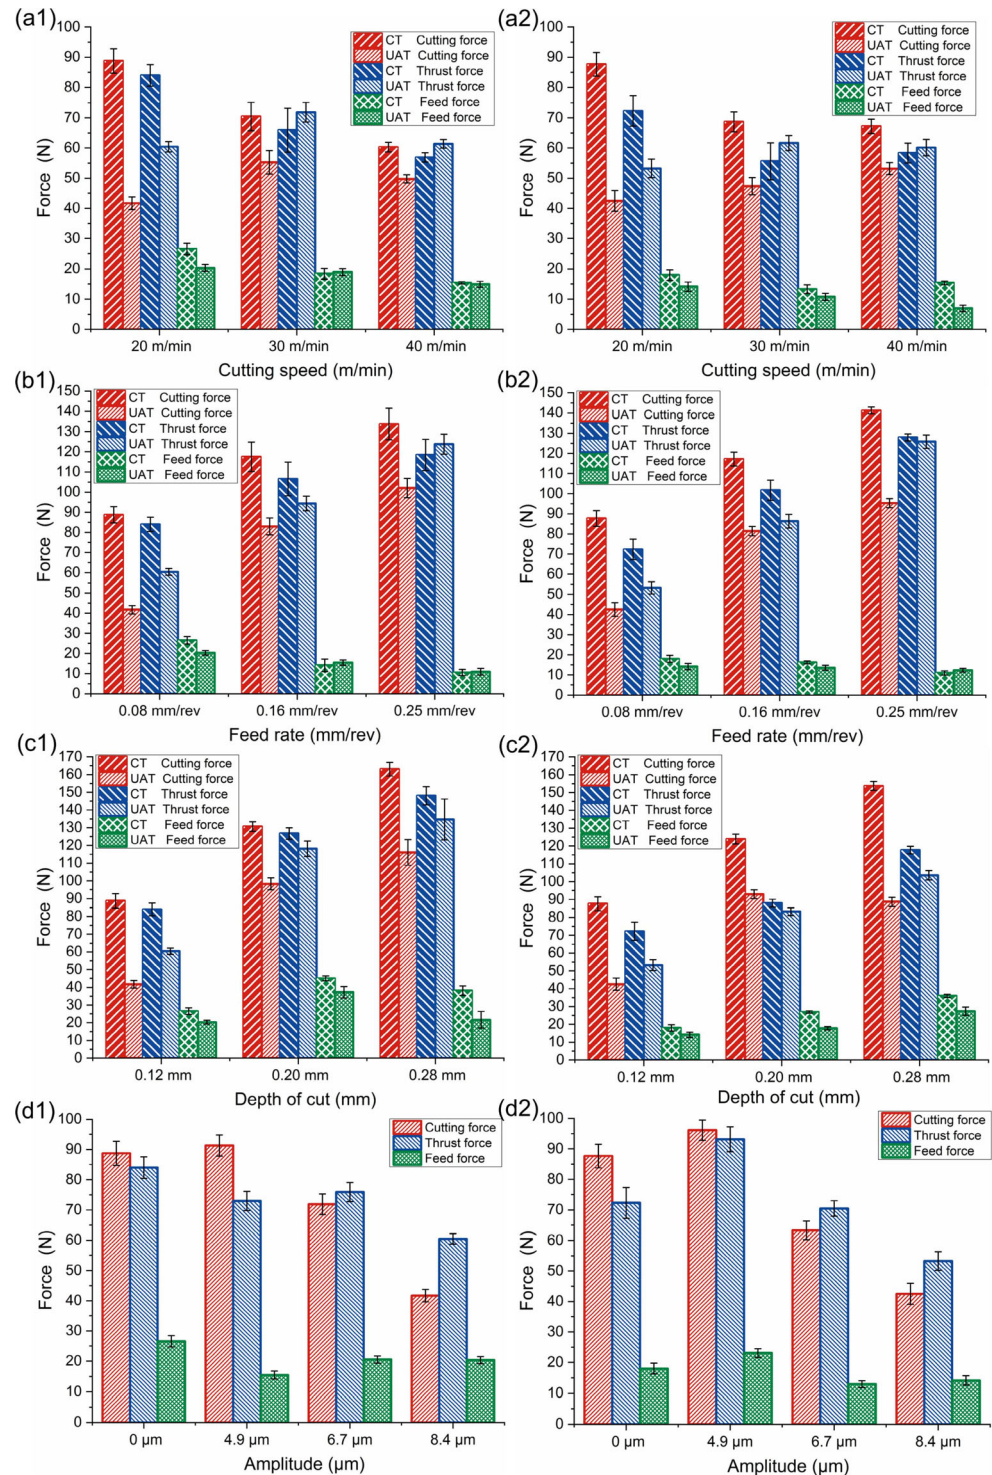 (a1)
100
90
80
70
60
50
40
30
20
10
0
Force (N)
CT Cutting force
UAT Cutting force
CT Thrust force
UAT Thrust force
CT Feed force
UAT Feed force
20 m/min 30 m/min 40 m/min
Cutting speed (m/min)
(a2)
100
90
80
70
60
50
40
30
20
10
0
Force (N)
CT Cutting force
UAT Cutting force
CT Thrust force
UAT Thrust force
CT Feed force
UAT Feed force
20 m/min 30 m/min 40 m/min
Cutting speed (m/min)
(b1)
150
140
130
120
110
100
90
80
70
60
50
40
30
20
10
0
Force (N)
CT Cutting force
UAT Cutting force
CT Thrust force
UAT Thrust force
CT Feed force
UAT Feed force
0.08 mm/rev 0.16 mm/rev 0.25 mm/rev
Feed rate (mm/rev)
(b2)
150
140
130
120
110
100
90
80
70
60
50
40
30
20
10
0
Force (N)
CT Cutting force
UAT Cutting force
CT Thrust force
UAT Thrust force
CT Feed force
UAT Feed force
0.08 mm/rev 0.16 mm/rev 0.25 mm/rev
Feed rate (mm/rev)
(c1)
170
160
150
140
130
120
110
100
90
80
70
60
50
40
30
20
10
0
Force (N)
CT Cutting force
UAT Cutting force
CT Thrust force
UAT Thrust force
CT Feed force
UAT Feed force
0.12 mm 0.20 mm 0.28 mm
Depth of cut (mm)
(c2)
170
160
150
140
130
120
110
100
90
80
70
60
50
40
30
20
10
0
Force (N)
CT Cutting force
UAT Cutting force
CT Thrust force
UAT Thrust force
CT Feed force
UAT Feed force
0.12 mm 0.20 mm 0.28 mm
Depth of cut (mm)
(d1)
100
90
80
70
60
50
40
30
20
10
0
Force (N)
Cutting force
Thrust force
Feed force
0 μm 4.9 μm 6.7 μm 8.4 μm
Amplitude (μm)
(d2)
100
90
80
70
60
50
40
30
20
10
0
Force (N)
Cutting force
Thrust force
Feed force
0 μm 4.9 μm 6.7 μm 8.4 μm
Amplitude (μm)